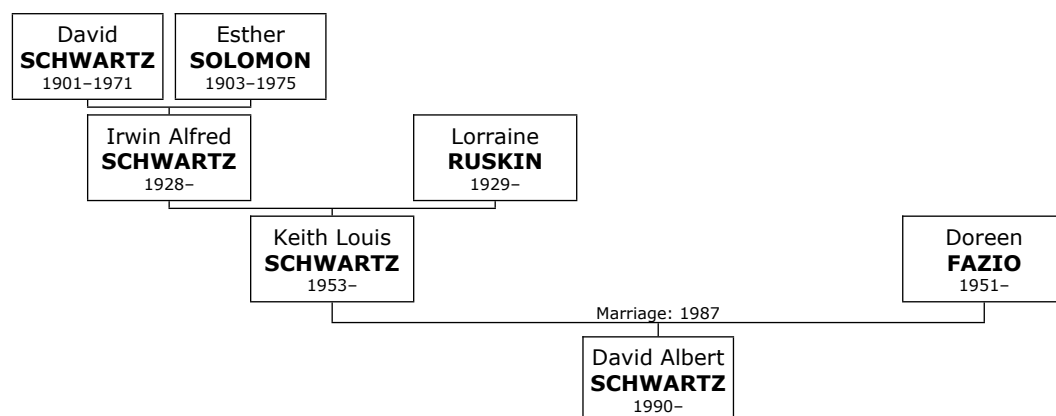 David
SCHWARTZ
1901–1971
Esther
SOLOMON
1903–1975
Irwin Alfred
SCHWARTZ
1928–
Lorraine
RUSKIN
1929–
Keith Louis
SCHWARTZ
1953–
Doreen
FAZIO
1951–
Marriage: 1987
David Albert
SCHWARTZ
1990–